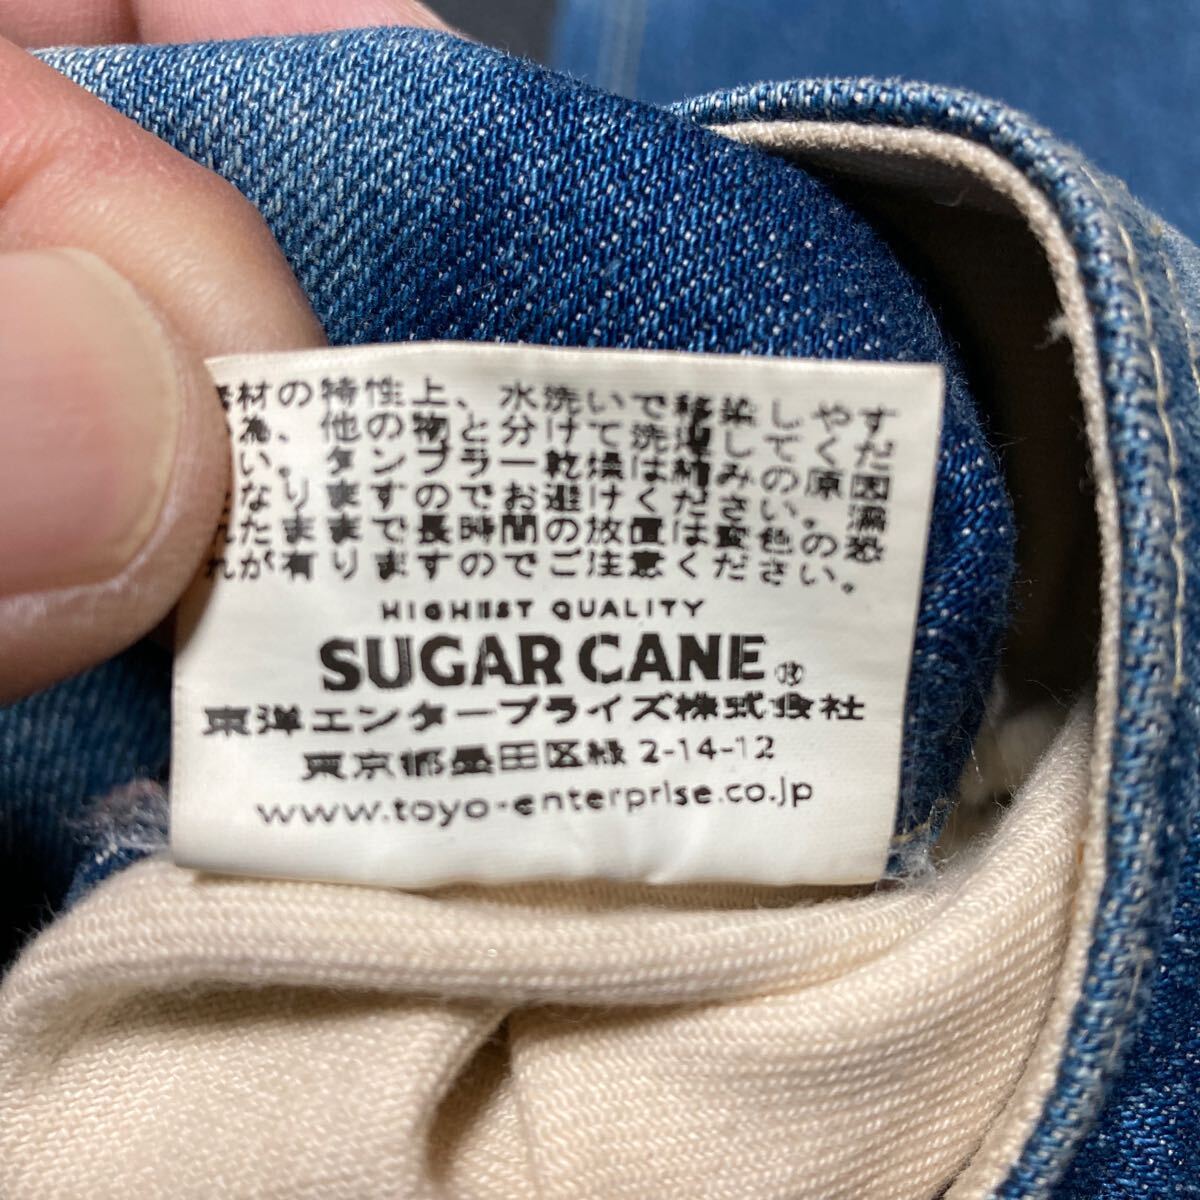 材の特性上、水洗いで移染しやす
為、他の物と分けて洗濯してくだ
い。タンブラー乾燥は縮みの原因
なりますのでお避けください。濡
たままで長時間の放置は変色の恐
れが有りますのでご注意ください。
HIGHEST QUALITY
SUGAR CANE®
東洋エンタープライズ株式会社
東京都墨田区緑 2-14-12
www.toyo-enterprise.co.jp